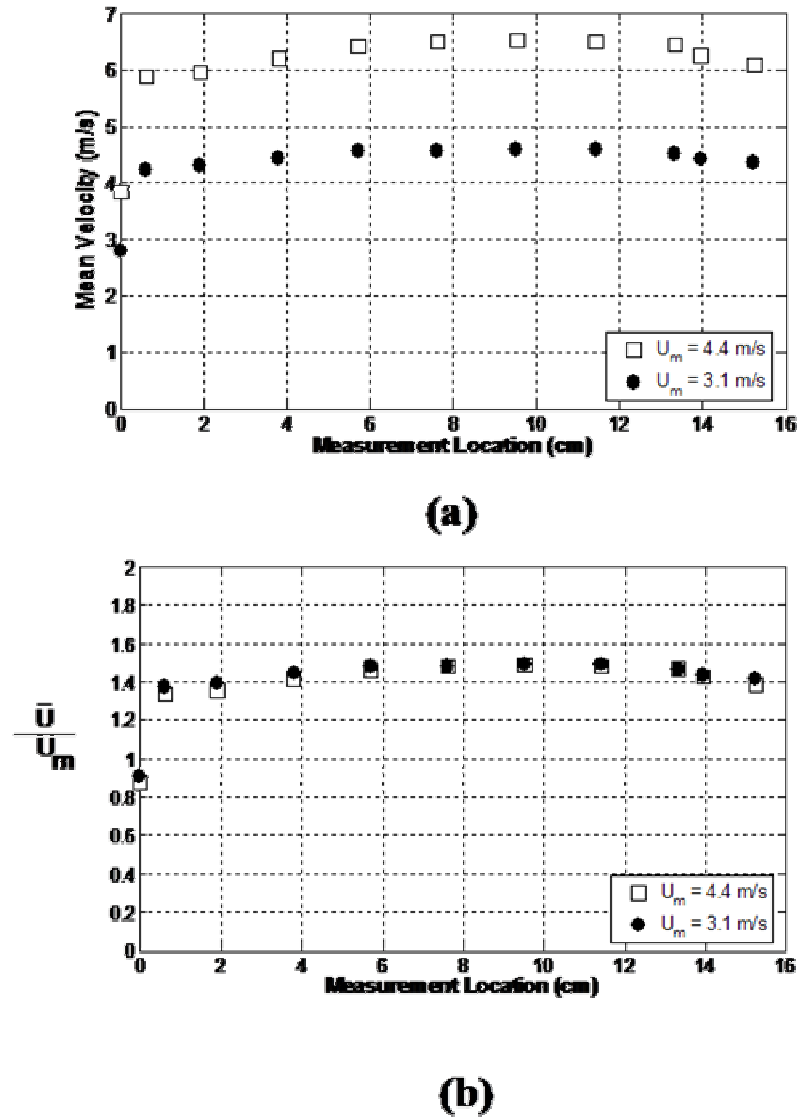 7
6
5
4
3
2
1
0
Mean Velocity (m/s)
U_m = 4.4 m/s
U_m = 3.1 m/s
0 2 4 6 8 10 12 14 16
Measurement Location (cm)
(a)
2
1.8
1.6
1.4
1.2
1
0.8
0.6
0.4
0.2
0
Ū
U_m
U_m = 4.4 m/s
U_m = 3.1 m/s
0 2 4 6 8 10 12 14 16
Measurement Location (cm)
(b)